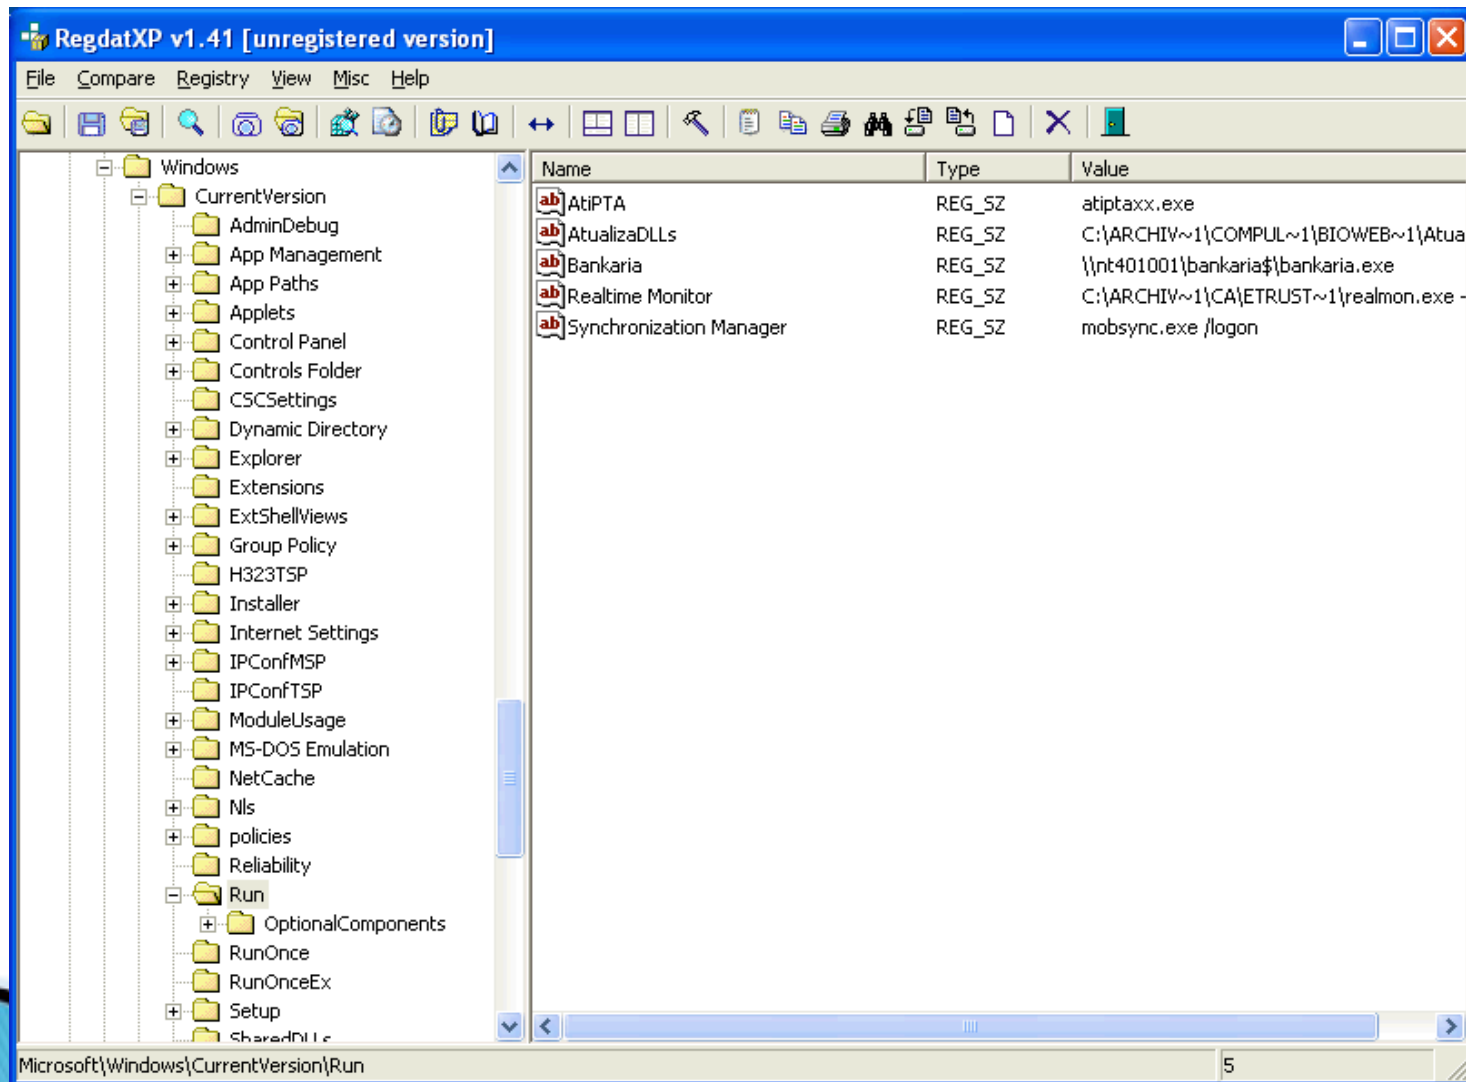 RegdatXP v1.41 [unregistered version]
File Compare Registry View Misc Help
Windows
CurrentVersion
AdminDebug
App Management
App Paths
Applets
Control Panel
Controls Folder
CSCSettings
Dynamic Directory
Explorer
Extensions
ExtShellViews
Group Policy
H323TSP
Installer
Internet Settings
IPConfMSP
IPConfTSP
ModuleUsage
MS-DOS Emulation
NetCache
Nls
policies
Reliability
Run
OptionalComponents
RunOnce
RunOnceEx
Setup
SharedDLLs
Name Type Value
AtiPTA REG_SZ atiptaxx.exe
AtualizaDLLs REG_SZ C:\ARCHIV~1\COMPUL~1\BIOWEB~1\Atua
Bankaria REG_SZ \\nt401001\bankaria$\bankaria.exe
Realtime Monitor REG_SZ C:\ARCHIV~1\CA\ETRUST~1\realmon.exe -
Synchronization Manager REG_SZ mobsync.exe /logon
Microsoft\Windows\CurrentVersion\Run 5